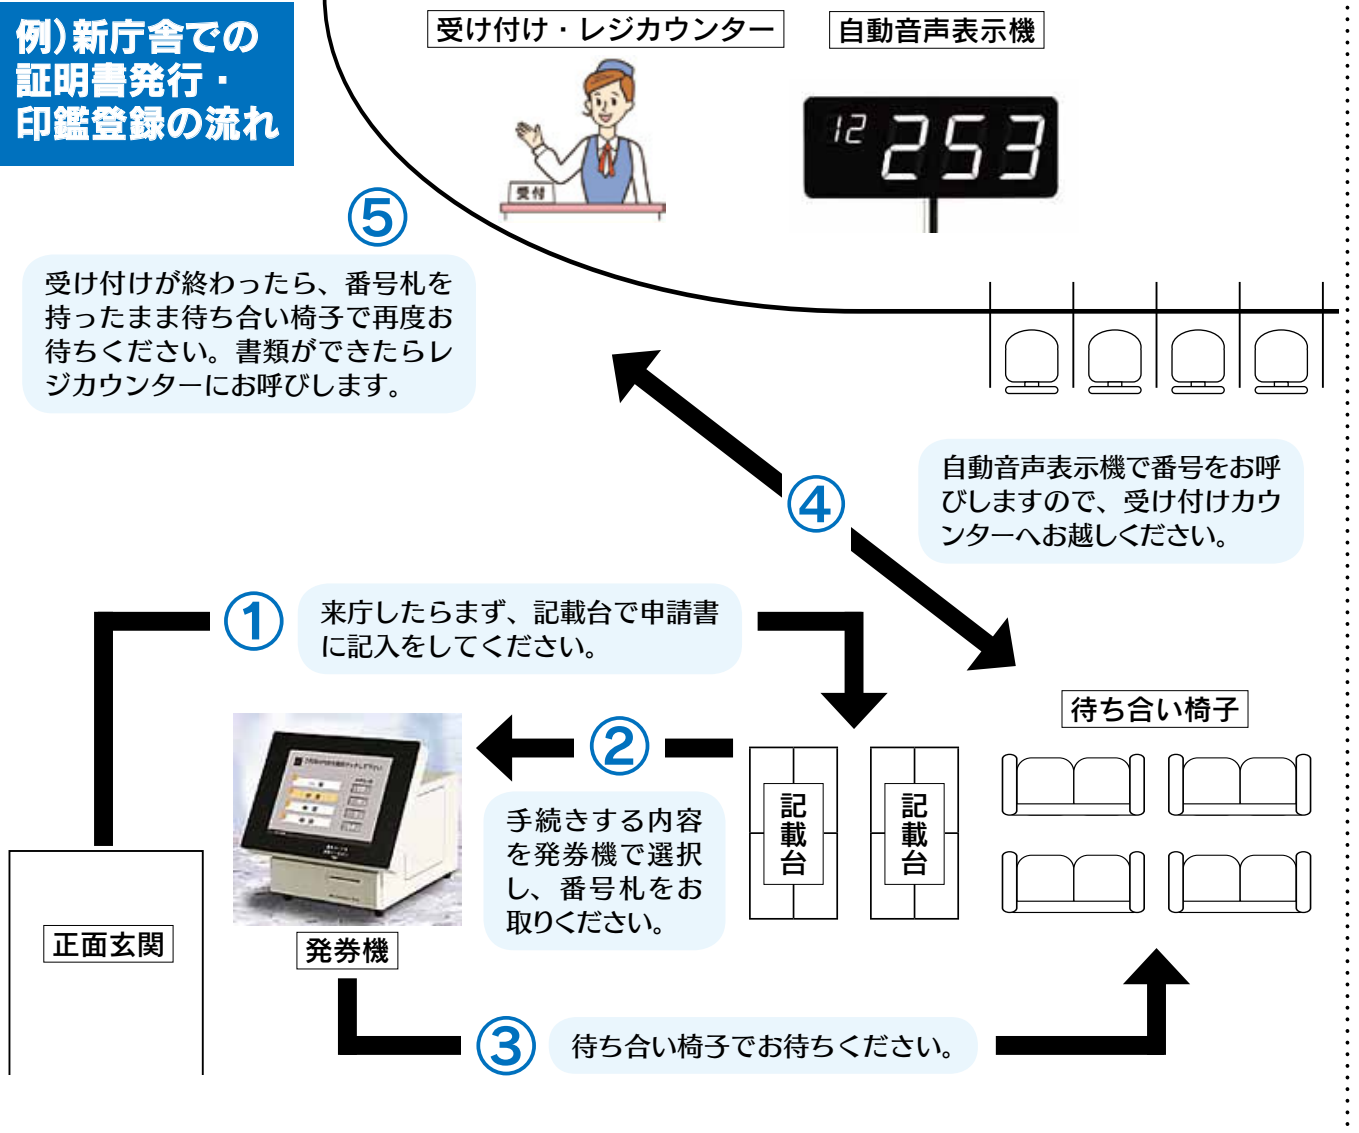 例)新庁舎での
証明書発行・
印鑑登録の流れ
受け付け・レジカウンター
自動音声表示機
受付
12 253
⑤
受け付けが終わったら、番号札を
持ったまま待ち合い椅子で再度お
待ちください。書類ができたらレ
ジカウンターにお呼びします。
④
自動音声表示機で番号をお呼
びしますので、受け付けカウ
ンターへお越しください。
①
来庁したらまず、記載台で申請書
に記入をしてください。
待ち合い椅子
②
手続きする内容
を発券機で選択
し、番号札をお
取りください。
記載台
記載台
正面玄関
発券機
③
待ち合い椅子でお待ちください。